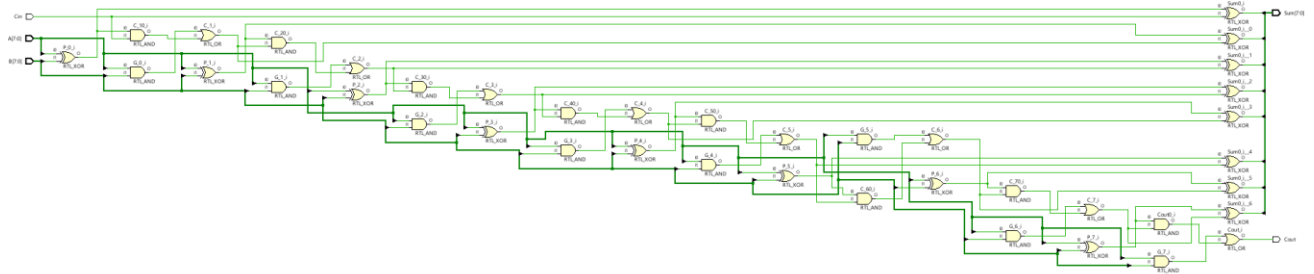 Cin
A[7:0]
B[7:0]
P_0_i
RTL_XOR
C_10_i
RTL_AND
G_0_i
RTL_AND
C_1_i
RTL_OR
P_1_i
RTL_XOR
C_20_i
RTL_AND
G_1_i
RTL_AND
C_2_i
RTL_OR
P_2_i
RTL_XOR
C_30_i
RTL_AND
G_2_i
RTL_AND
C_3_i
RTL_OR
P_3_i
RTL_XOR
C_40_i
RTL_AND
G_3_i
RTL_AND
C_4_i
RTL_OR
P_4_i
RTL_XOR
C_50_i
RTL_AND
G_4_i
RTL_AND
C_5_i
RTL_OR
P_5_i
RTL_XOR
G_5_i
RTL_AND
C_60_i
RTL_AND
C_6_i
RTL_OR
P_6_i
RTL_XOR
C_70_i
RTL_AND
G_6_i
RTL_AND
C_7_i
RTL_OR
P_7_i
RTL_XOR
Cout0_i
RTL_AND
G_7_i
RTL_AND
Sum0_i
RTL_XOR
Sum0_i__0
RTL_XOR
Sum0_i__1
RTL_XOR
Sum0_i__2
RTL_XOR
Sum0_i__3
RTL_XOR
Sum0_i__4
RTL_XOR
Sum0_i__5
RTL_XOR
Sum0_i__6
RTL_XOR
Cout_i
RTL_OR
Sum[7:0]
Cout